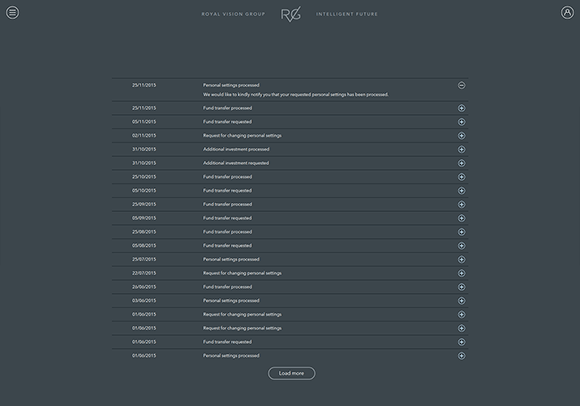 ROYAL VISION GROUP RVG INTELLIGENT FUTURE
25/11/2015 Personal settings processed
We would like to kindly notify you that your requested personal settings has been processed.
25/11/2015 Fund transfer processed
05/11/2015 Fund transfer requested
02/11/2015 Request for changing personal settings
31/10/2015 Additional investment processed
31/10/2015 Additional investment requested
25/10/2015 Fund transfer processed
05/10/2015 Fund transfer requested
25/09/2015 Fund transfer processed
05/09/2015 Fund transfer requested
25/08/2015 Fund transfer processed
05/08/2015 Fund transfer requested
25/07/2015 Personal settings processed
22/07/2015 Request for changing personal settings
26/06/2015 Fund transfer processed
03/06/2015 Personal settings processed
01/06/2015 Request for changing personal settings
01/06/2015 Request for changing personal settings
01/06/2015 Fund transfer requested
01/06/2015 Personal settings processed
Load more